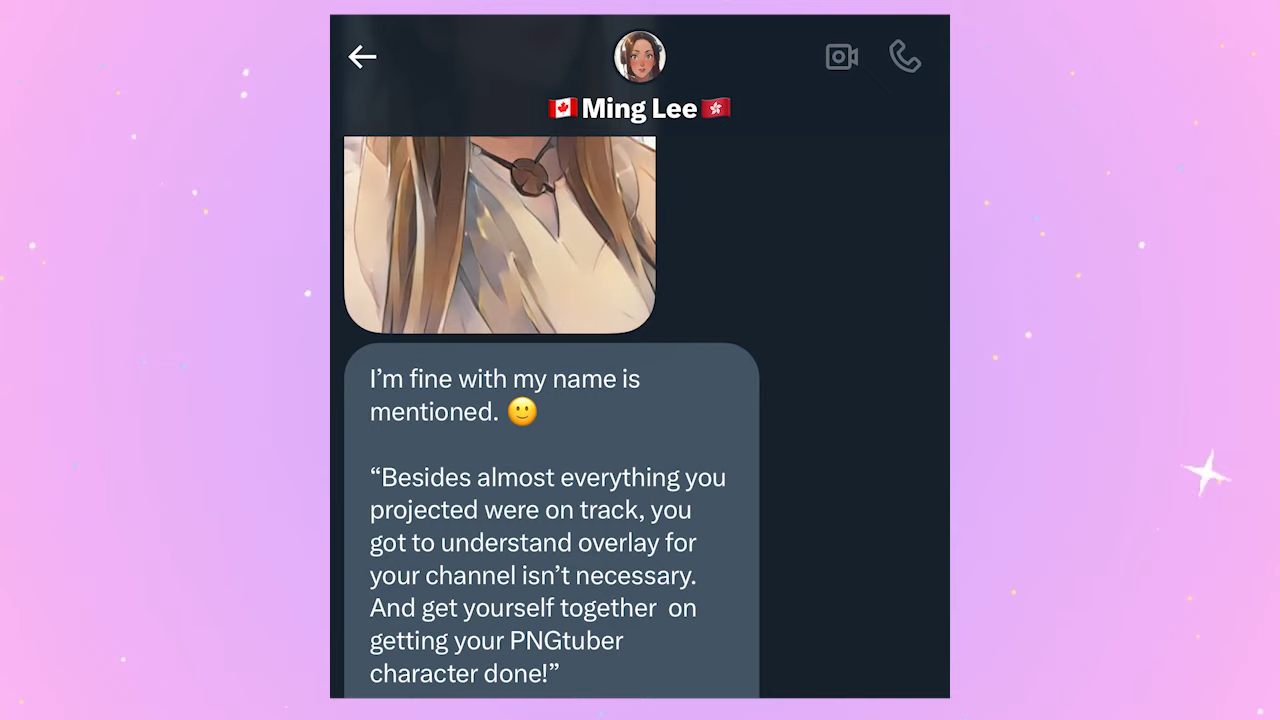 🇨🇦Ming Lee🇭🇰
I’m fine with my name is
mentioned. 🙂
“Besides almost everything you
projected were on track, you
got to understand overlay for
your channel isn’t necessary.
And get yourself together  on
getting your PNGtuber
character done!”